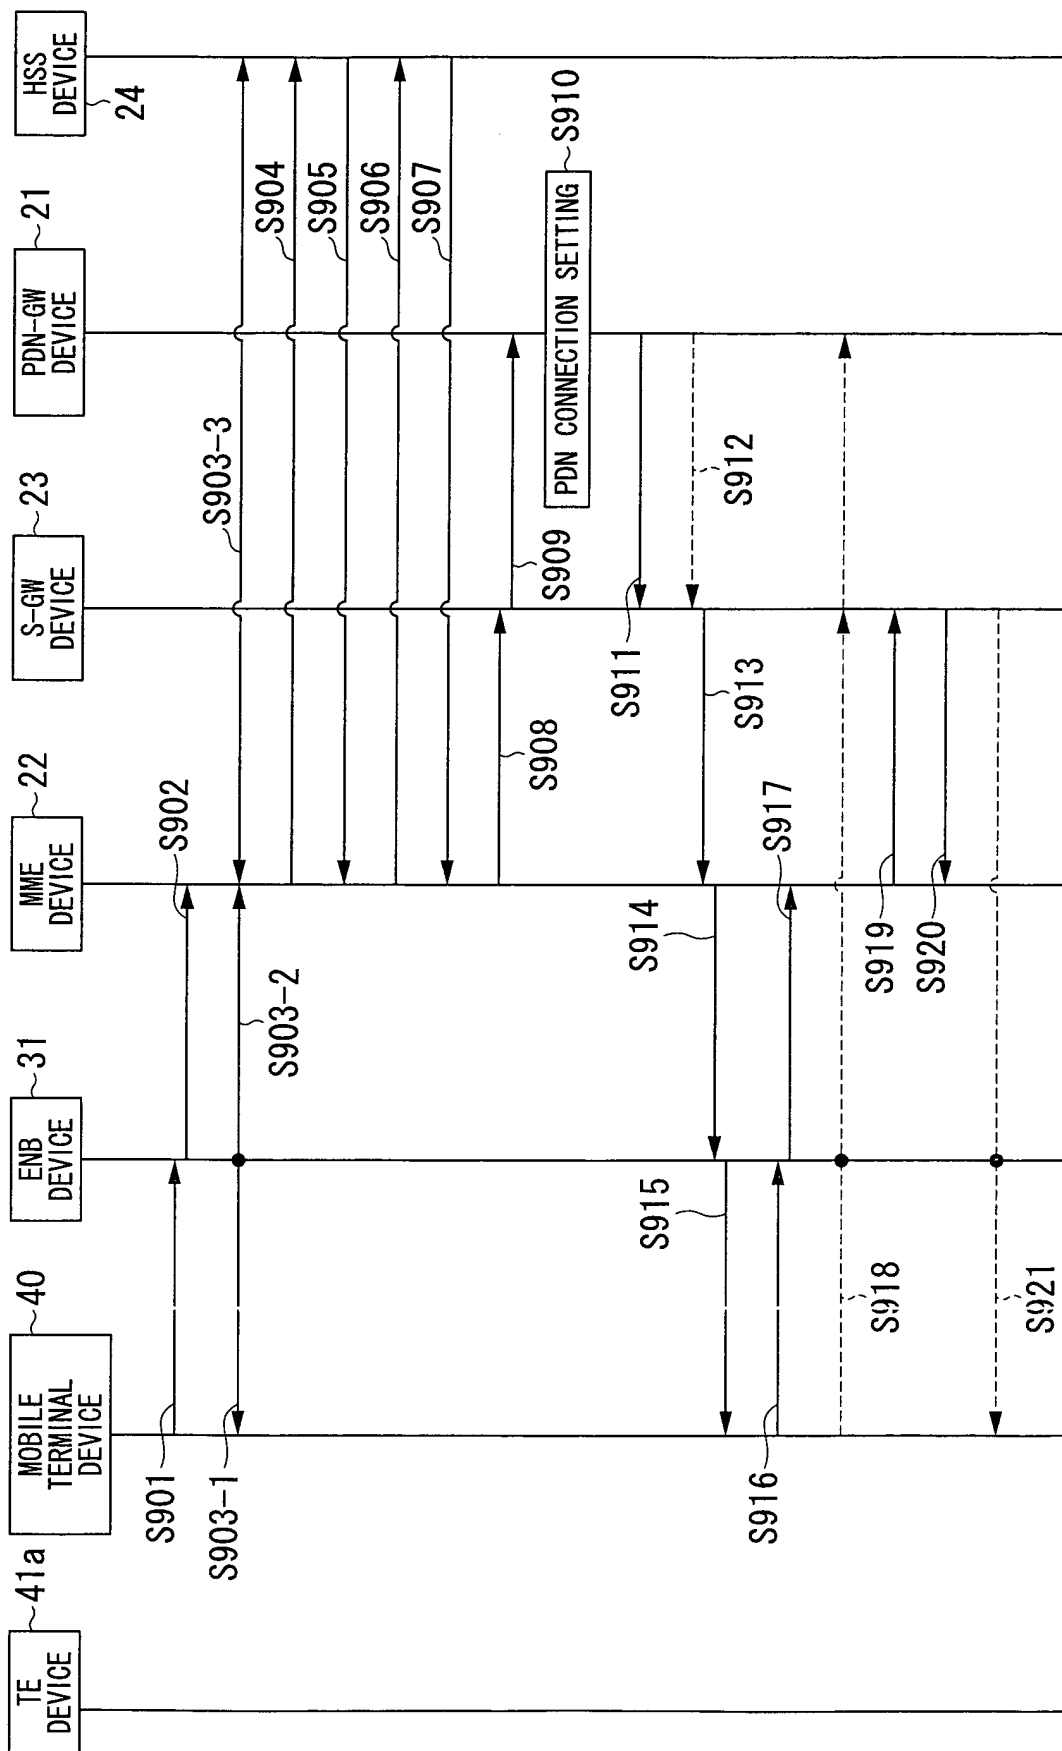 TE
DEVICE
41a
MOBILE
TERMINAL
DEVICE
40
ENB
DEVICE
31
MME
DEVICE
22
S-GW
DEVICE
23
PDN-GW
DEVICE
21
HSS
DEVICE
24
S901
S902
S903-1
S903-2
S903-3
S904
S905
S906
S907
S908
S909
PDN CONNECTION SETTING
S910
S911
S912
S913
S914
S915
S916
S917
S918
S919
S920
S921